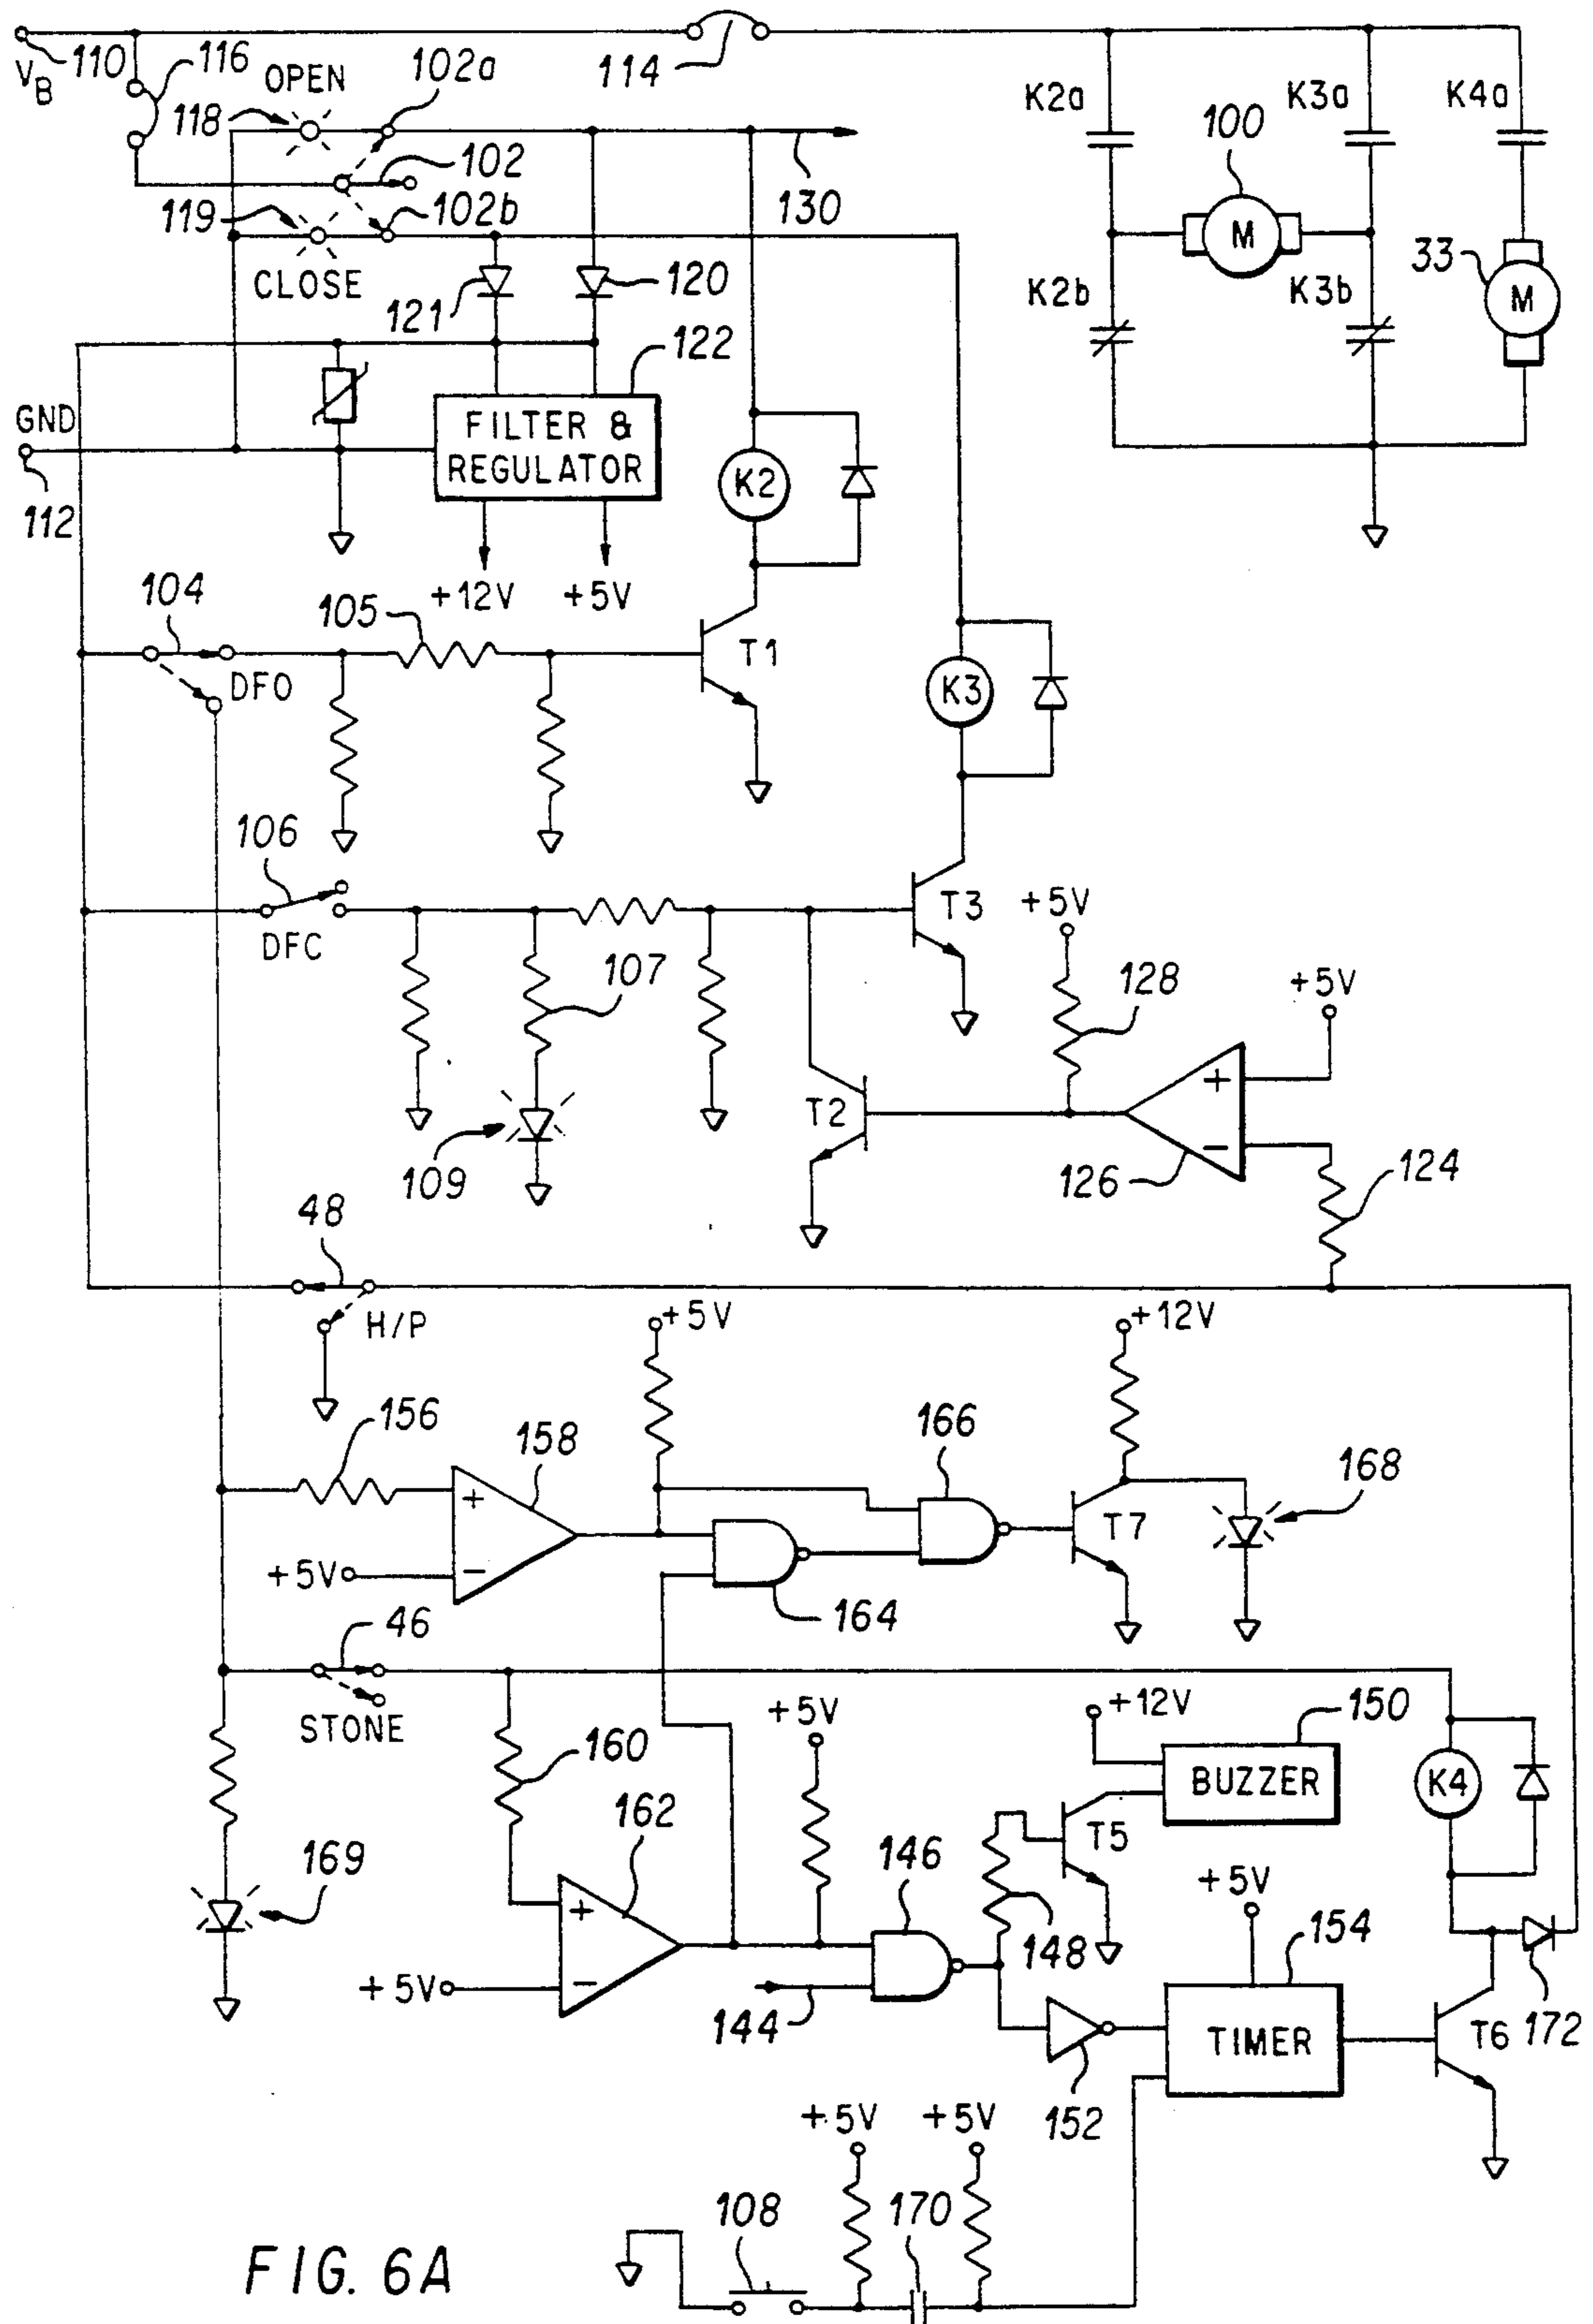 110
VB
116
OPEN
102a
114
118
102
K2a
100
K3a
K4a
119
102b
130
M
33
M
CLOSE
121
120
K2b
K3b
122
GND
FILTER &
REGULATOR
K2
112
104
105
+12V
+5V
T1
K3
DFO
106
DFC
T3
+5V
107
128
+5V
+
T2
−
109
126
124
48
H/P
+5V
+12V
156
158
166
168
+
T7
+5V
−
164
46
STONE
+5V
+12V
150
160
BUZZER
K4
162
T5
169
146
+5V
+
148
154
+5V
−
144
TIMER
T6
172
152
+5V
+5V
108
170
FIG. 6A